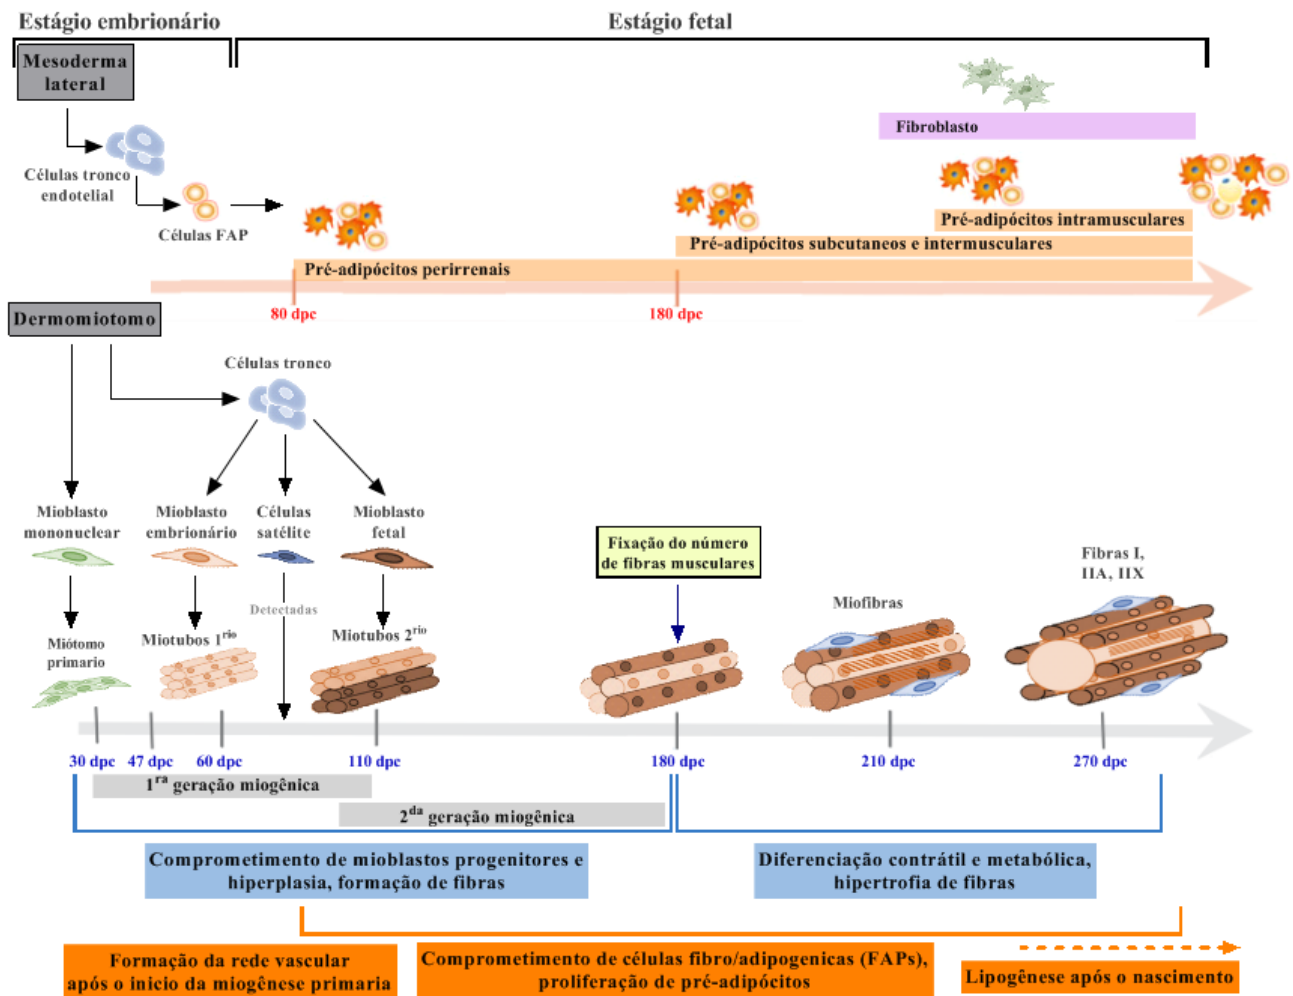 Estágio embrionário
Estágio fetal
Mesoderma
lateral
Fibroblasto
Células tronco
endotelial
Células FAP
Pré-adipócitos intramusculares
Pré-adipócitos subcutaneos e intermusculares
Pré-adipócitos perirrenais
80 dpc
180 dpc
Dermomiotomo
Células tronco
Mioblasto
mononuclear
Mioblasto
embrionário
Células
satélite
Mioblasto
fetal
Fixação do número
de fibras musculares
Fibras I,
IIA, IIX
Miofibras
Detectadas
Miótomo
primario
Miotubos 1rio
Miotubos 2rio
30 dpc
47 dpc
60 dpc
110 dpc
180 dpc
210 dpc
270 dpc
1ra geração miogênica
2da geração miogênica
Comprometimento de mioblastos progenitores e
hiperplasia, formação de fibras
Diferenciação contrátil e metabólica,
hipertrofia de fibras
Formação da rede vascular
após o inicio da miogênese primaria
Comprometimento de células fibro/adipogenicas (FAPs),
proliferação de pré-adipócitos
Lipogênese após o nascimento